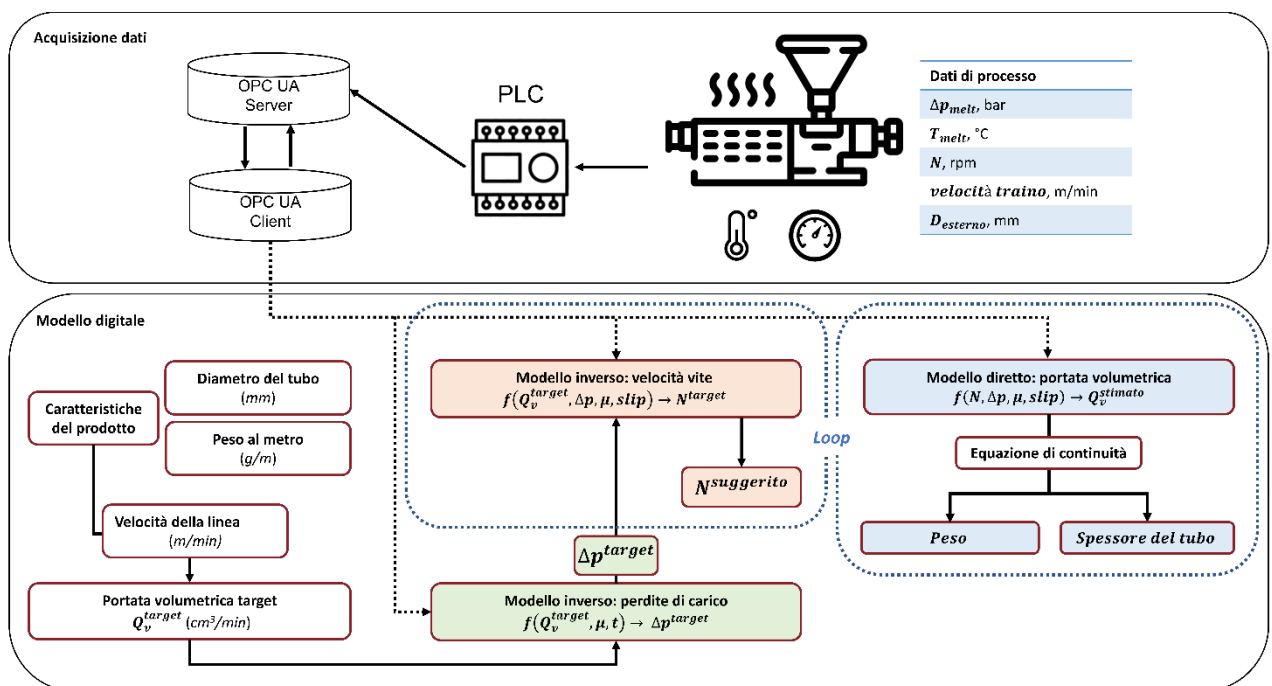 Acquisizione dati
OPC UA
Server
OPC UA
Client
PLC
Dati di processo
Δp_melt, bar
T_melt, °C
N, rpm
velocità traino, m/min
D_esterno, mm
Modello digitale
Diametro del tubo
(mm)
Caratteristiche
del prodotto
Peso al metro
(g/m)
Velocità della linea
(m/min)
Portata volumetrica target
Q_v^target (cm³/min)
Modello inverso: velocità vite
f(Q_v^target, Δp, μ, slip) → N^target
N^suggerito
Δp^target
Modello inverso: perdite di carico
f(Q_v^target, μ, t) → Δp^target
Loop
Modello diretto: portata volumetrica
f(N, Δp, μ, slip) → Q_v^stimato
Equazione di continuità
Peso
Spessore del tubo